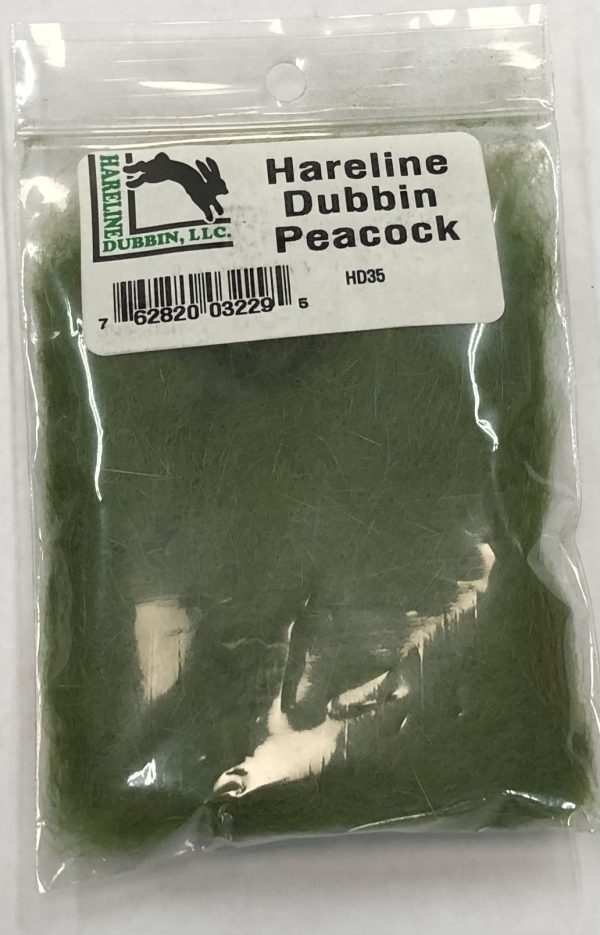 HARELINE
DUBBIN, LLC.
Hareline
Dubbin
Peacock
HD35
7 62820 03229 5